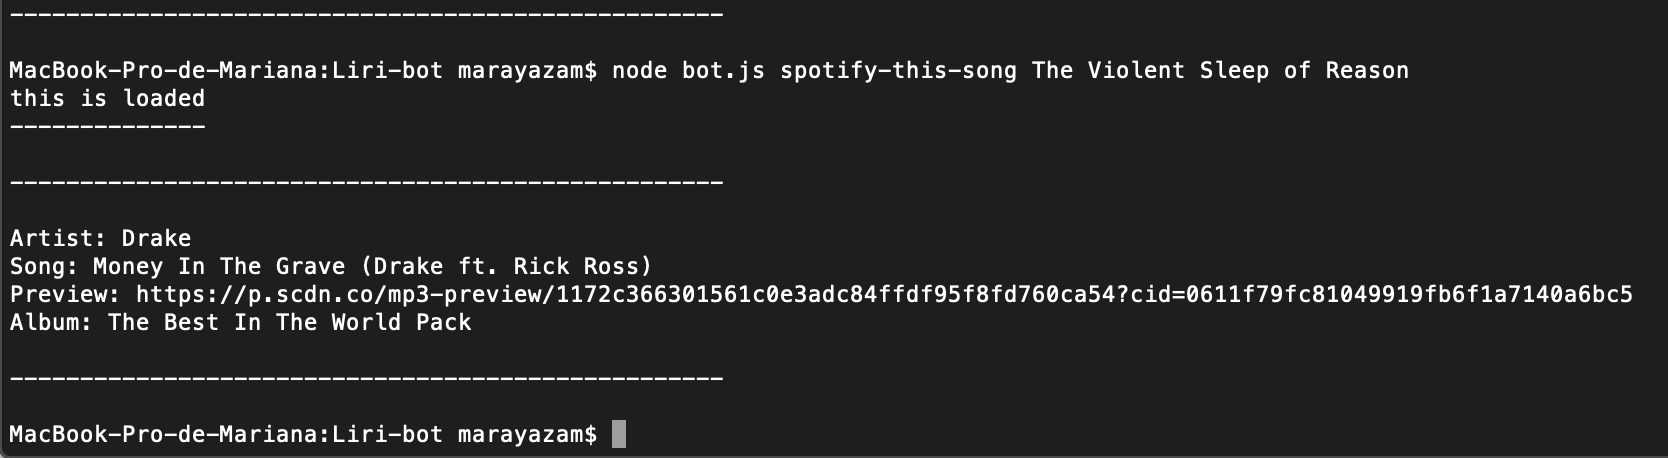 ---------------------------------------------------
MacBook-Pro-de-Mariana:Liri-bot marayazam$ node bot.js spotify-this-song The Violent Sleep of Reason
this is loaded
--------------
---------------------------------------------------
Artist: Drake
Song: Money In The Grave (Drake ft. Rick Ross)
Preview: https://p.scdn.co/mp3-preview/1172c366301561c0e3adc84ffdf95f8fd760ca54?cid=0611f79fc81049919fb6f1a7140a6bc5
Album: The Best In The World Pack
---------------------------------------------------
MacBook-Pro-de-Mariana:Liri-bot marayazam$